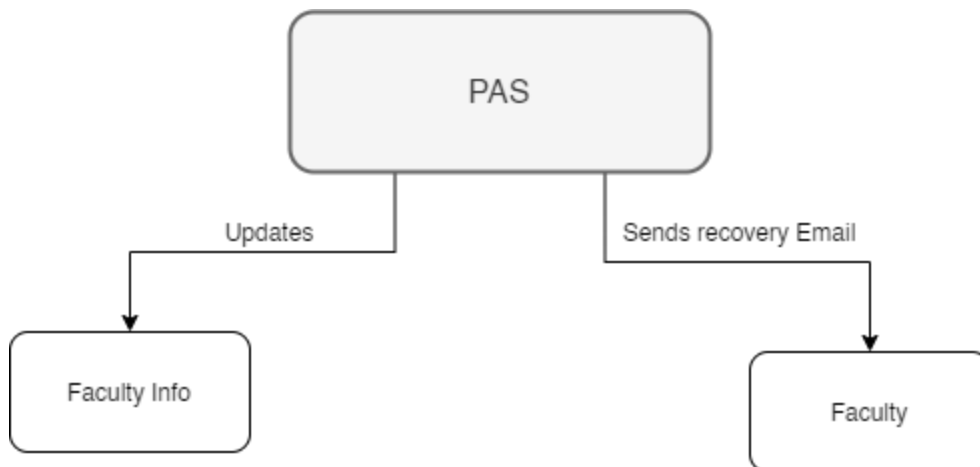 PAS
Updates
Sends recovery Email
Faculty Info
Faculty